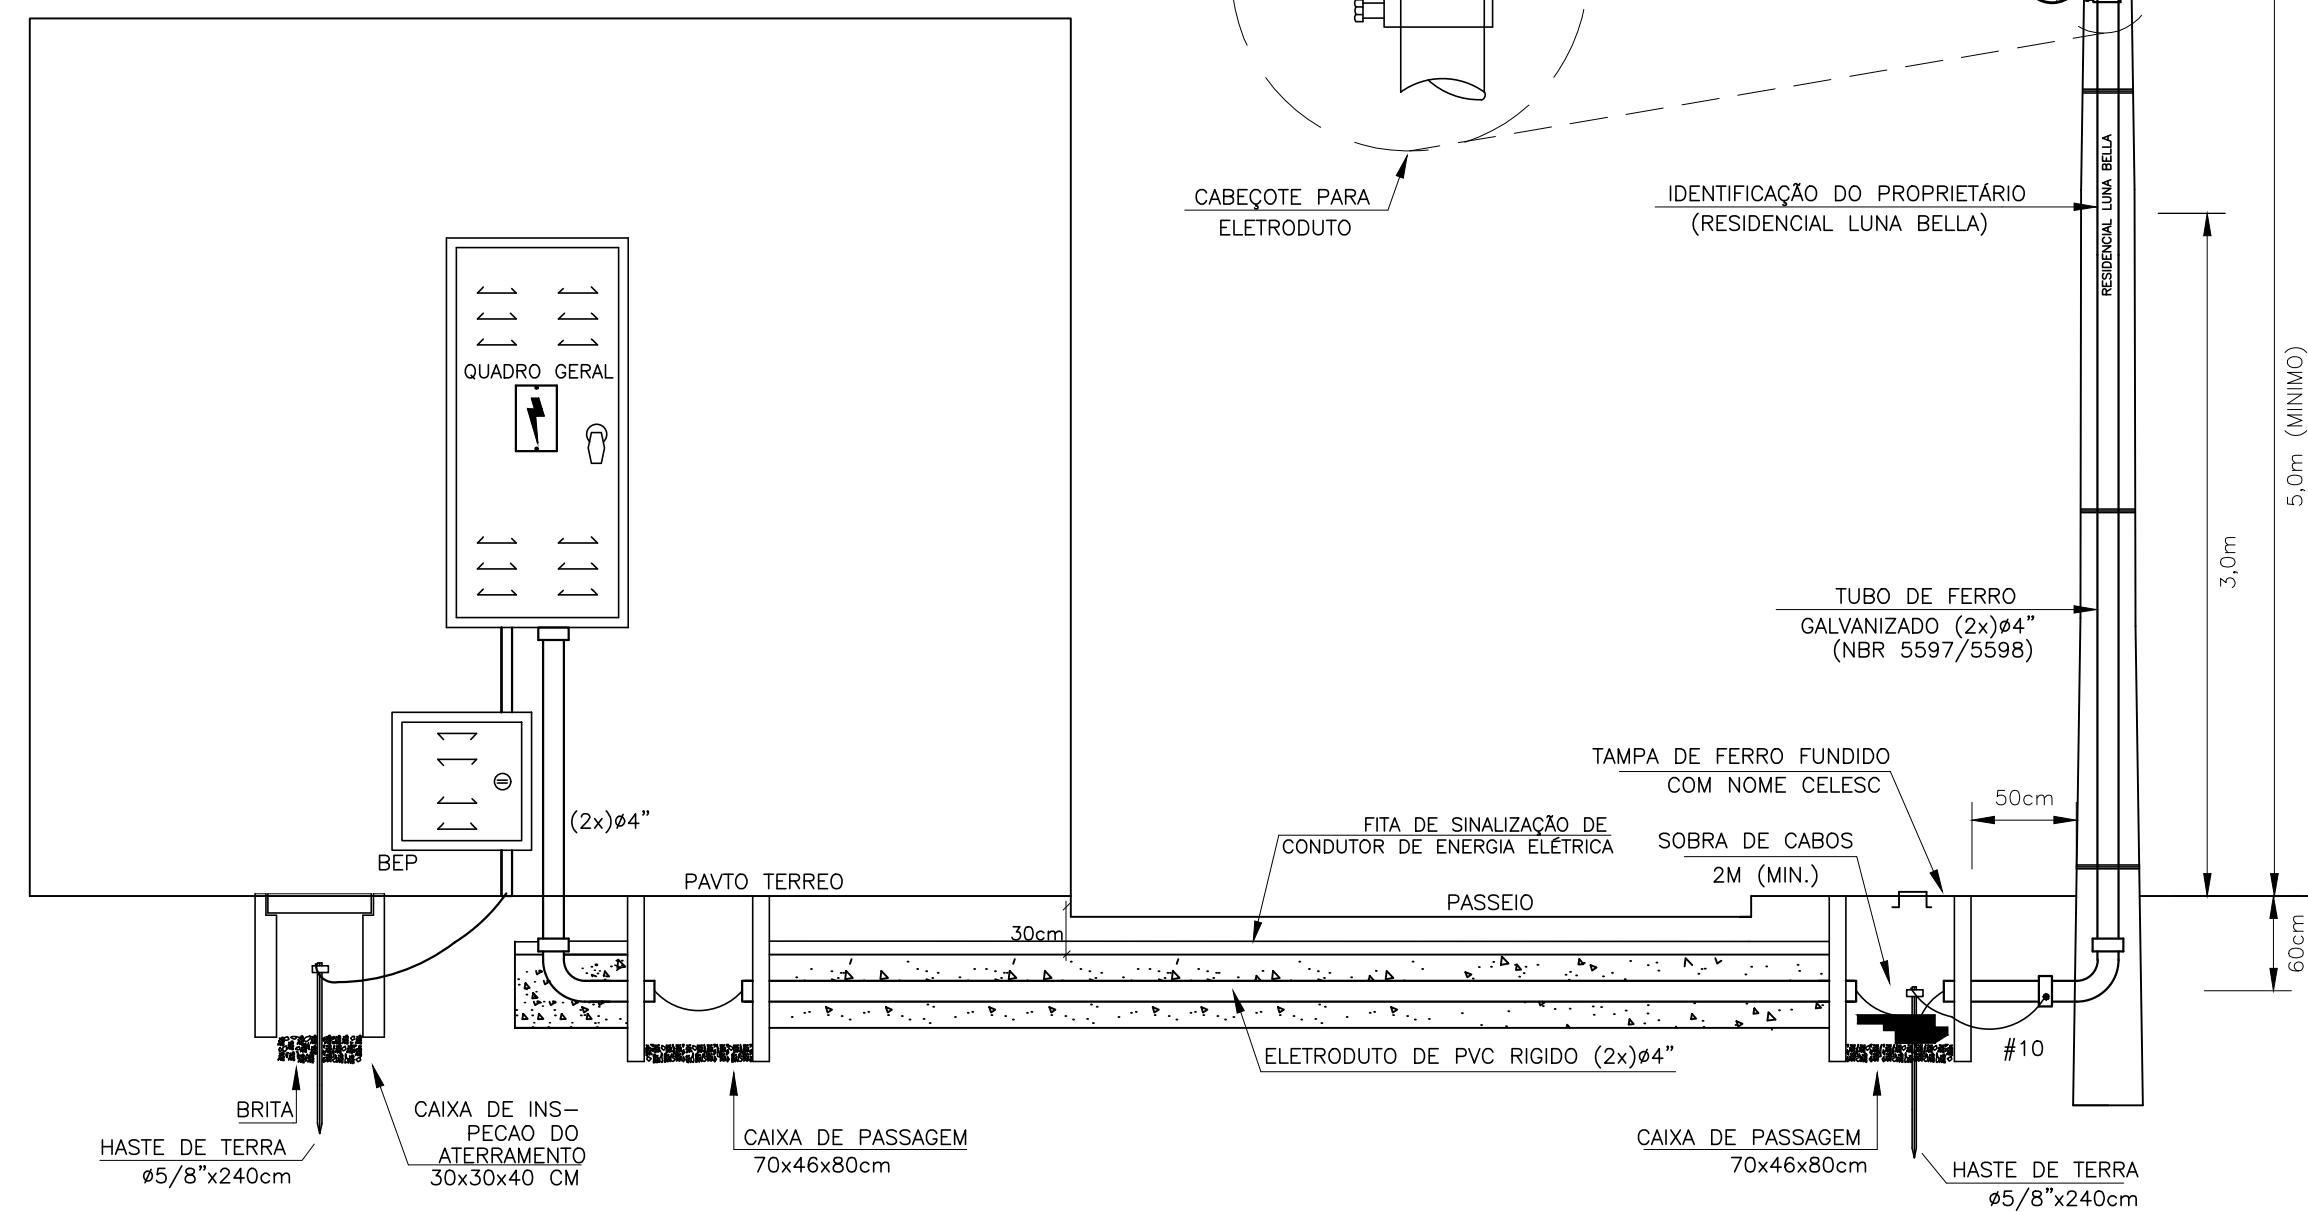 CABEÇOTE PARA
ELETRODUTO
IDENTIFICAÇÃO DO PROPRIETÁRIO
(RESIDENCIAL LUNA BELLA)
RESIDENCIAL LUNA BELLA
QUADRO GERAL
5,0m (MINIMO)
3,0m
TUBO DE FERRO
GALVANIZADO (2x)ø4"
(NBR 5597/5598)
TAMPA DE FERRO FUNDIDO
COM NOME CELESC
50cm
(2x)ø4"
FITA DE SINALIZAÇÃO DE
CONDUTOR DE ENERGIA ELÉTRICA
SOBRA DE CABOS
2M (MIN.)
BEP
PAVTO TERREO
PASSEIO
30cm
60cm
ELETRODUTO DE PVC RIGIDO (2x)ø4"
#10
BRITA
HASTE DE TERRA
ø5/8"x240cm
CAIXA DE INS-
PECAO DO
ATERRAMENTO
30x30x40 CM
CAIXA DE PASSAGEM
70x46x80cm
CAIXA DE PASSAGEM
70x46x80cm
HASTE DE TERRA
ø5/8"x240cm